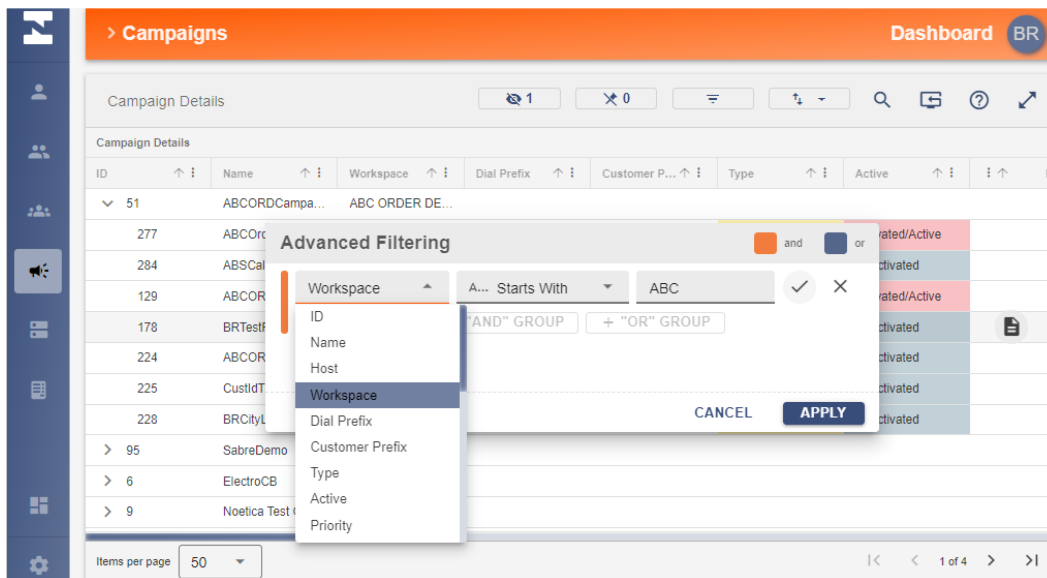 Campaigns
Dashboard BR
Campaign Details
1
0
Campaign Details
ID Name Workspace Dial Prefix Customer P... Type Active
51 ABCORDCampa... ABC ORDER DE...
277 ABCOrd
vated/Active
284 ABSCal
ctivated
129 ABCOR
vated/Active
178 BRTest
ctivated
224 ABCOR
ctivated
225 CustIdT
ctivated
228 BRCityL
ctivated
95 SabreDemo
6 ElectroCB
9 Noetica Test
Advanced Filtering
and or
Workspace A... Starts With ABC
"AND" GROUP + "OR" GROUP
ID
Name
Host
Workspace
Dial Prefix
Customer Prefix
Type
Active
Priority
CANCEL APPLY
Items per page 50
1 of 4